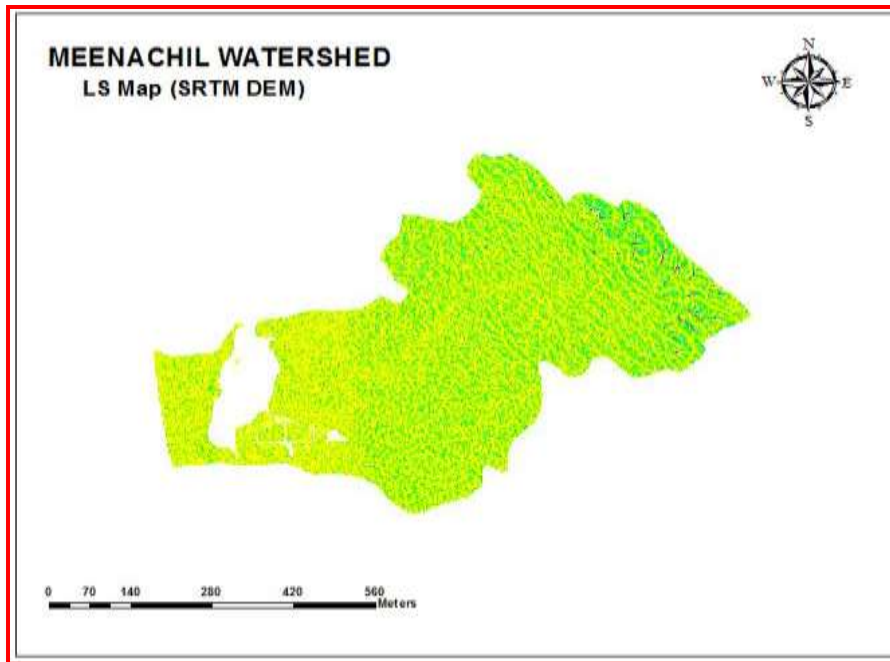 MEENACHIL WATERSHED
LS Map (SRTM DEM)
N
W E
S
0 70 140 280 420 560
Meters